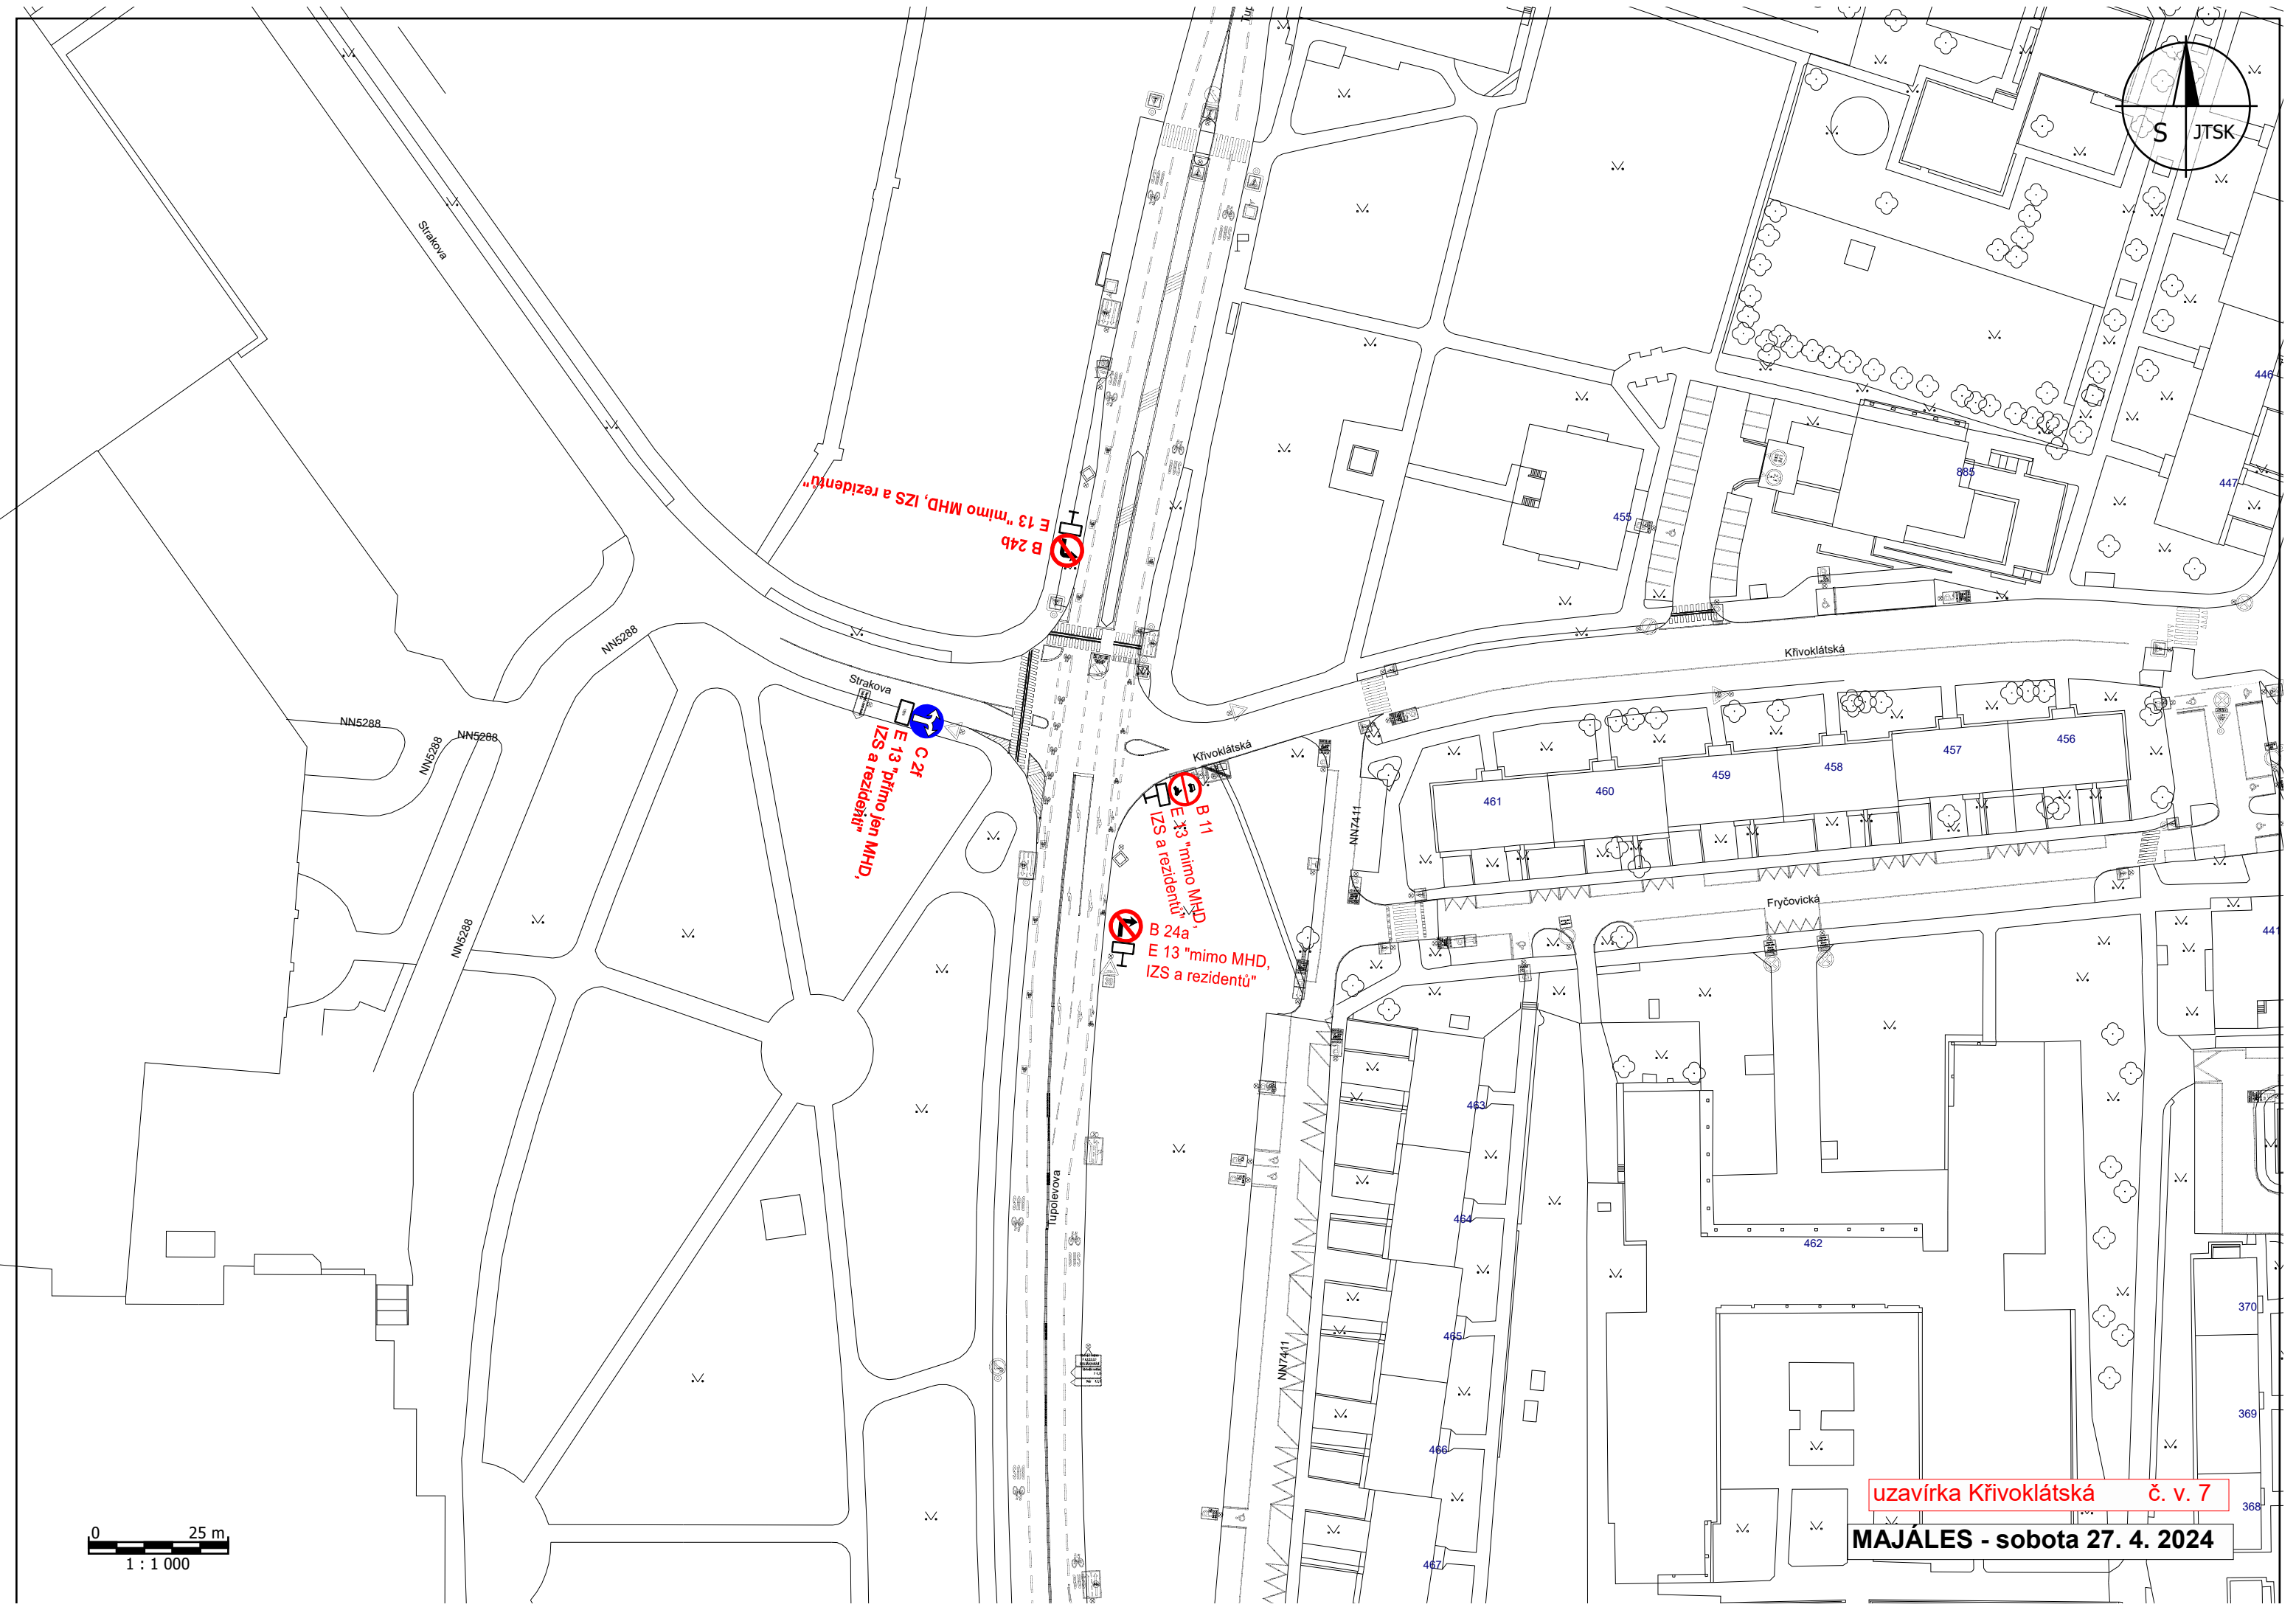 Tu
S JTSK
Strakova
446
E 13 "mimo MHD, IZS a rezidentů"
B 24b
885
447
455
NN5288
Křivoklátská
Strakova
NN5288
NN5288
NN5288
C 2f
E 13 "přímo jen MHD,
IZS a rezidenti"
Křivoklátská
B 11
E 13 "mimo MHD,
IZS a rezidentů"
461
460
459
458
457
456
NN7411
NN5288
Fryčovická
B 24a
E 13 "mimo MHD,
IZS a rezidentů"
441
463
Tupolevova
464
462
465
370
NN7411
466
369
467
368
uzavírka Křivoklátská č. v. 7
MAJÁLES - sobota 27. 4. 2024
0 25 m
1 : 1 000